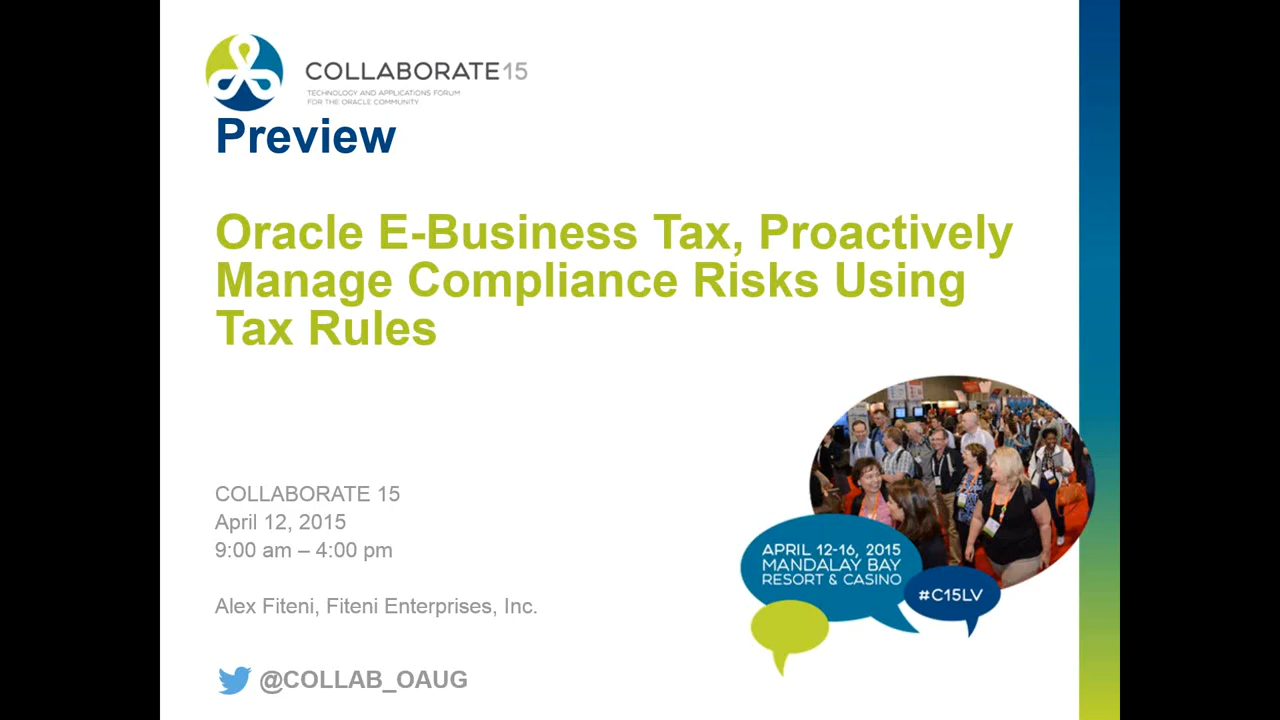 COLLABORATE15
TECHNOLOGY AND APPLICATIONS FORUM
FOR THE ORACLE COMMUNITY
Preview
Oracle E-Business Tax, Proactively
Manage Compliance Risks Using
Tax Rules
COLLABORATE 15
April 12, 2015
9:00 am – 4:00 pm
Alex Fiteni, Fiteni Enterprises, Inc.
@COLLAB_OAUG
APRIL 12-16, 2015
MANDALAY BAY
RESORT & CASINO
#C15LV